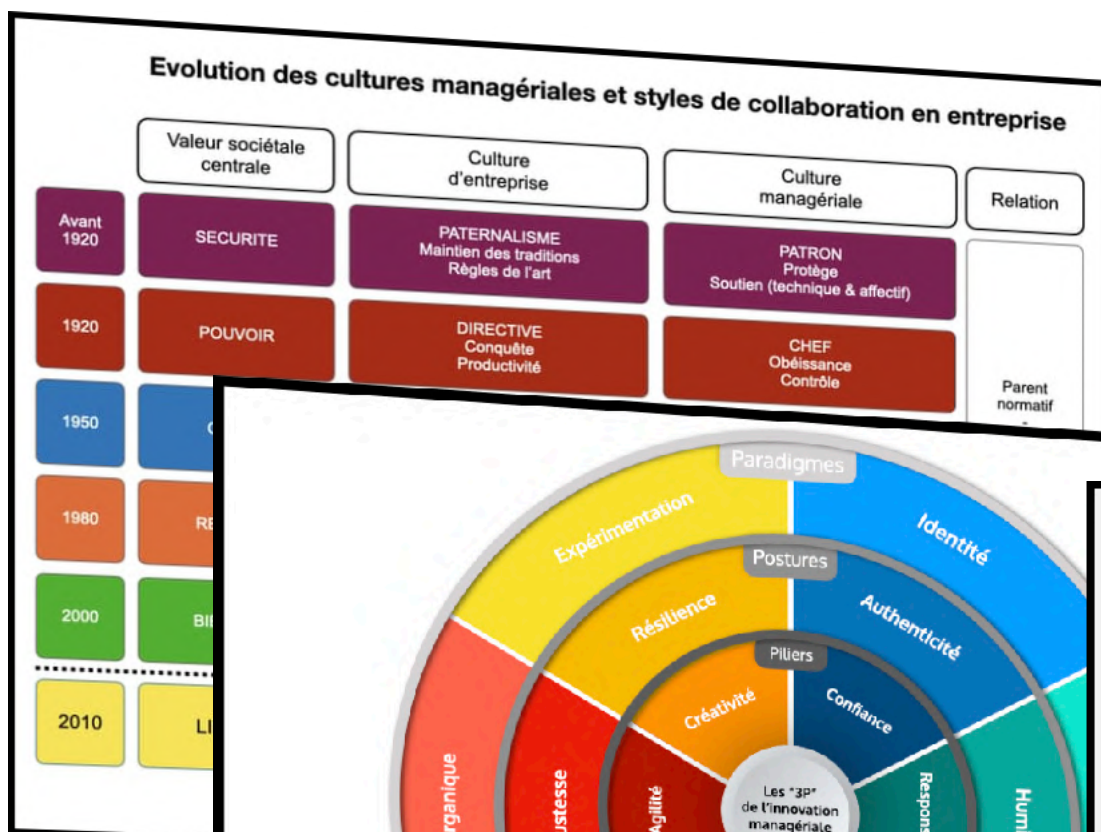 Evolution des cultures managériales et styles de collaboration en entreprise
Valeur sociétale
centrale
Culture
d'entreprise
Culture
managériale
Relation
Avant
1920
SECURITE
PATERNALISME
Maintien des traditions
Règles de l'art
PATRON
Protège
Soutien (technique & affectif)
1920
POUVOIR
DIRECTIVE
Conquête
Productivité
CHEF
Obéissance
Contrôle
Parent
normatif
-
1950
1980
2000
2010
Paradigmes
Expérimentation
Identité
Postures
Résilience
Authenticité
Piliers
Créativité
Confiance
Agilité
Les "3P"
de l'innovation
managériale